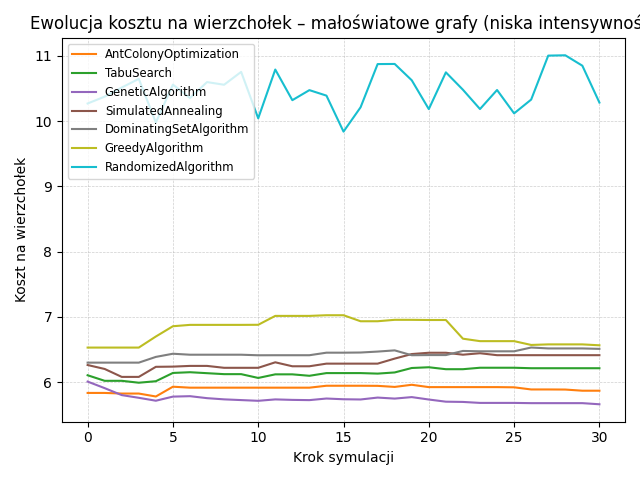 Ewolucja kosztu na wierzchołek – małoświatowe grafy (niska intensywnoś
AntColonyOptimization
TabuSearch
GeneticAlgorithm
SimulatedAnnealing
DominatingSetAlgorithm
GreedyAlgorithm
RandomizedAlgorithm
Koszt na wierzchołek
11
10
9
8
7
6
0 5 10 15 20 25 30
Krok symulacji